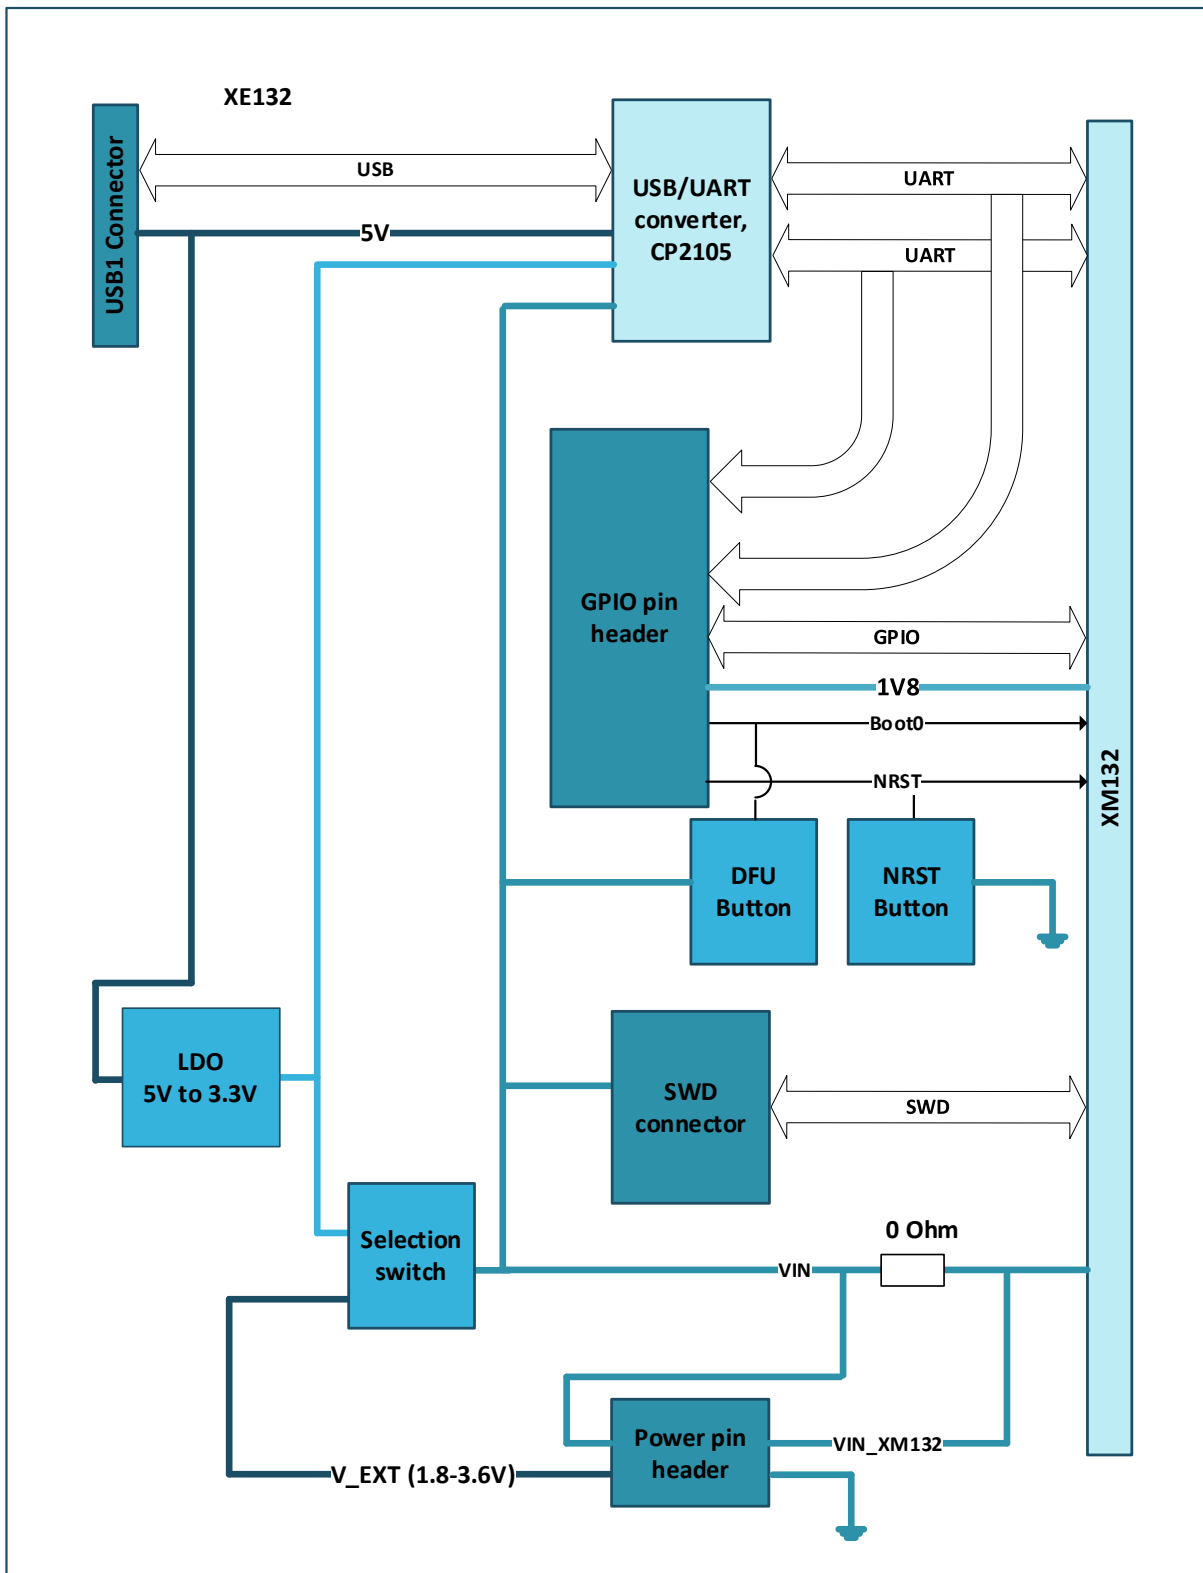 XE132
USB1 Connector
USB
5V
USB/UART
converter,
CP2105
UART
UART
GPIO pin
header
GPIO
1V8
Boot0
NRST
XM132
DFU
Button
NRST
Button
LDO
5V to 3.3V
SWD
connector
SWD
Selection
switch
0 Ohm
VIN
Power pin
header
VIN_XM132
V_EXT (1.8-3.6V)